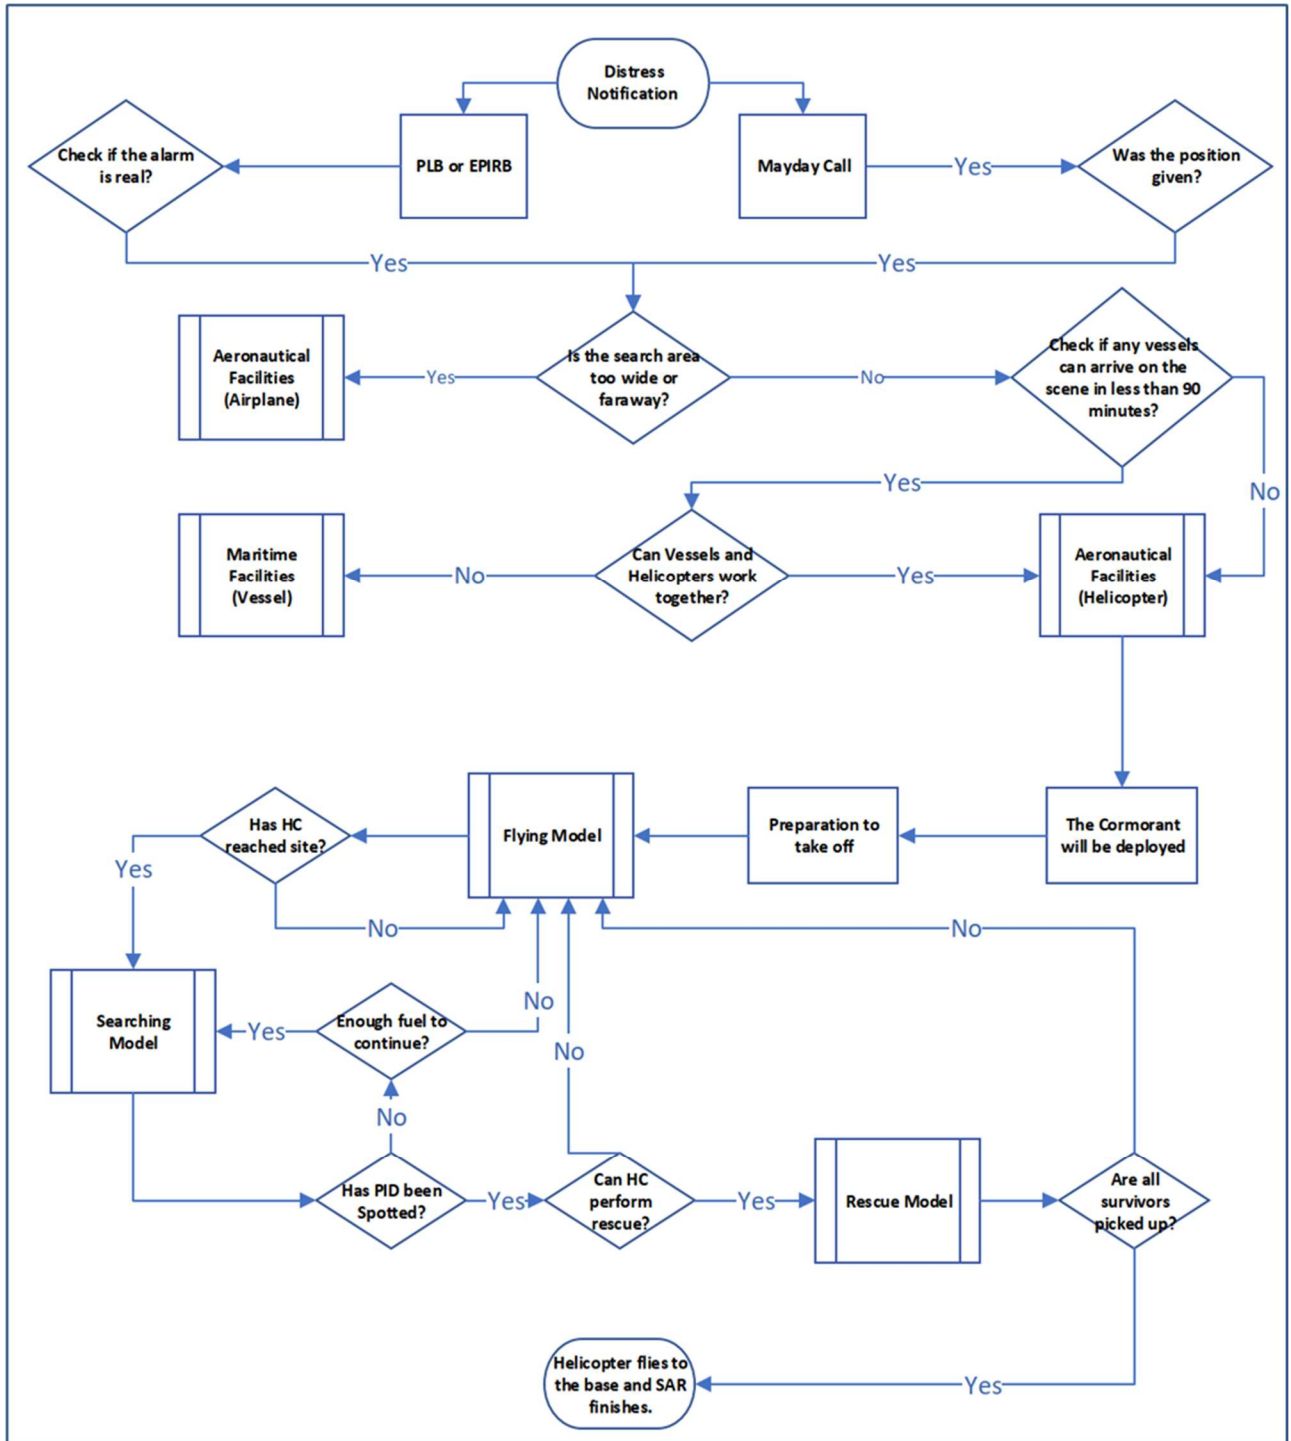 Distress
Notification
Check if the alarm
is real?
PLB or EPIRB
Mayday Call
Yes
Was the position
given?
Yes
Yes
Aeronautical
Facilities
(Airplane)
Yes
Is the search area
too wide or
faraway?
No
Check if any vessels
can arrive on the
scene in less than 90
minutes?
Yes
No
Maritime
Facilities
(Vessel)
No
Can Vessels and
Helicopters work
together?
Yes
Aeronautical
Facilities
(Helicopter)
Has HC
reached site?
Flying Model
Preparation to
take off
The Cormorant
will be deployed
Yes
No
No
Searching
Model
Yes
Enough fuel to
continue?
No
No
No
Has PID been
Spotted?
Yes
Can HC
perform
rescue?
Yes
Rescue Model
Are all
survivors
picked up?
Helicopter flies to
the base and SAR
finishes.
Yes